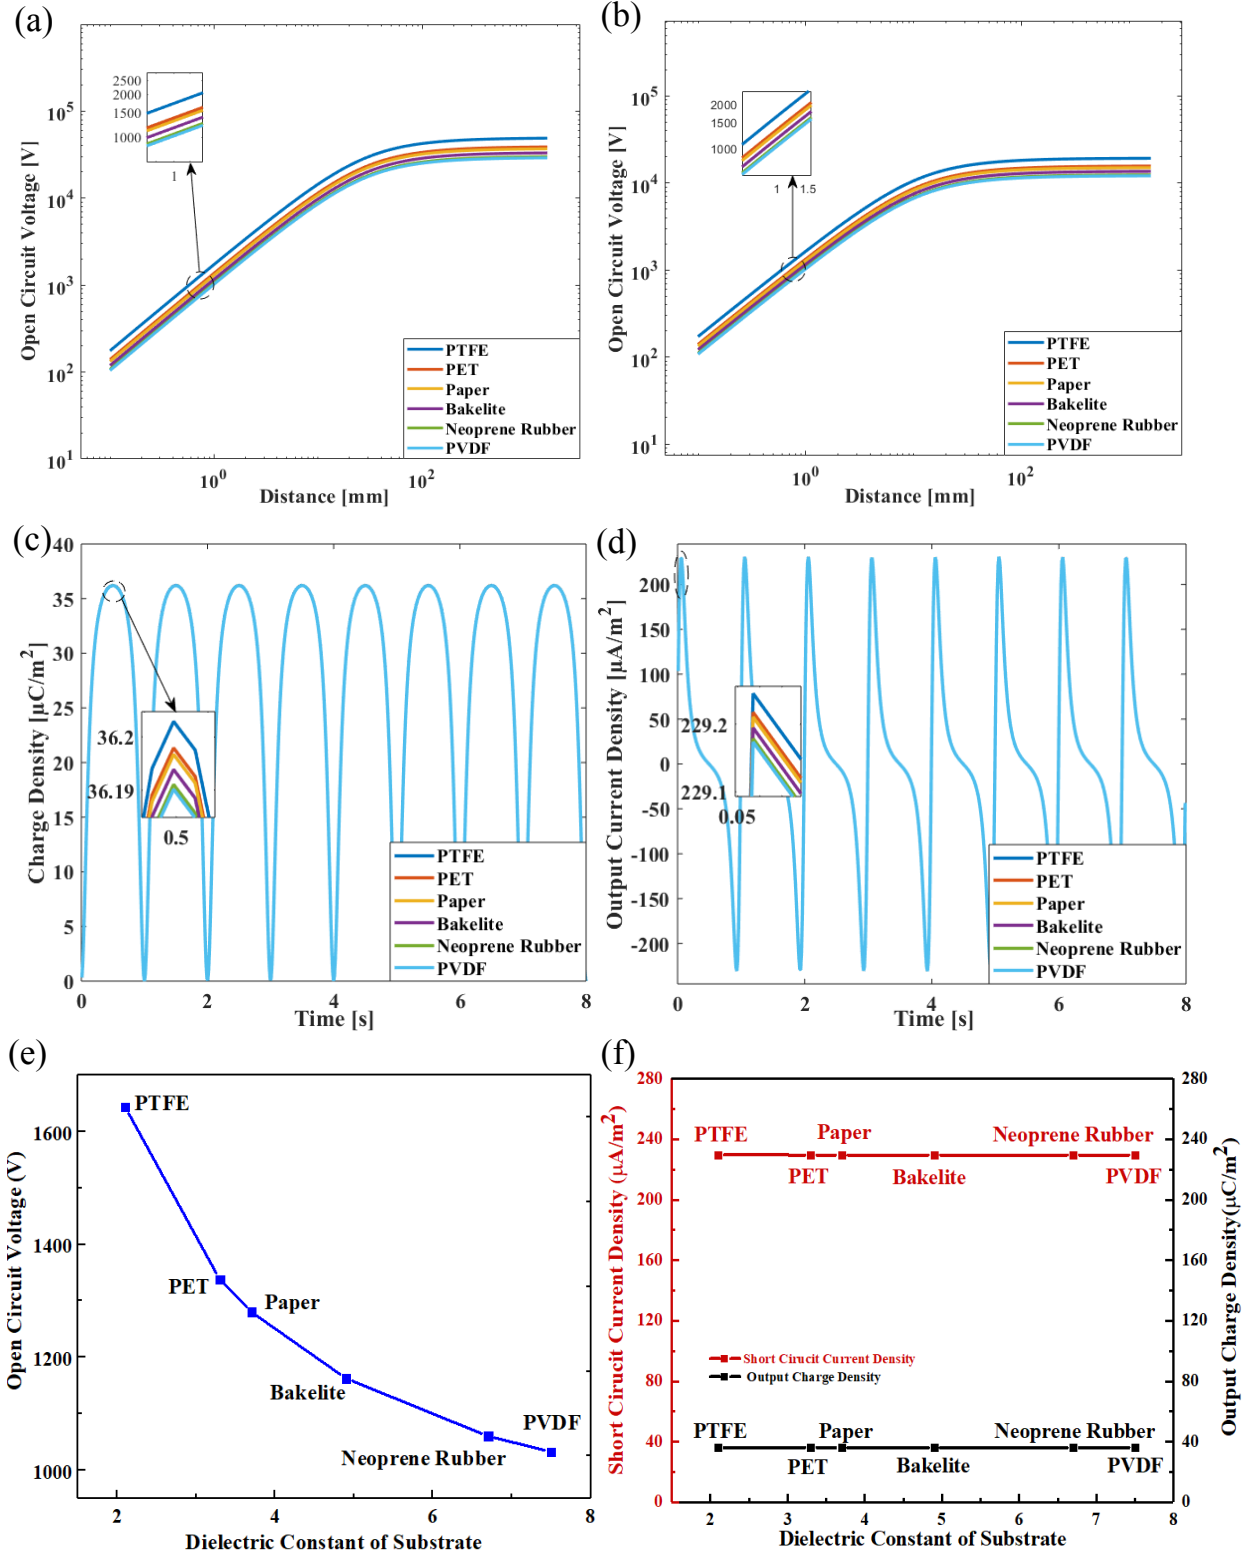 (a)
Open Circuit Voltage [V]
10^5
10^4
10^3
10^2
10^1
2500
2000
1500
1000
1
PTFE
PET
Paper
Bakelite
Neoprene Rubber
PVDF
10^0
10^2
Distance [mm]
(b)
Open Circuit Voltage [V]
10^5
10^4
10^3
10^2
10^1
2000
1500
1000
1 1.5
PTFE
PET
Paper
Bakelite
Neoprene Rubber
PVDF
10^0
10^2
Distance [mm]
(c)
Charge Density [μC/m^2]
40
35
30
25
20
15
10
5
0
36.2
36.19
0.5
PTFE
PET
Paper
Bakelite
Neoprene Rubber
PVDF
0 2 4 6 8
Time [s]
(d)
Output Current Density [μA/m^2]
200
150
100
50
0
-50
-100
-150
-200
229.2
229.1
0.05
PTFE
PET
Paper
Bakelite
Neoprene Rubber
PVDF
0 2 4 6 8
Time [s]
(e)
Open Circuit Voltage (V)
1600
1400
1200
1000
PTFE
PET
Paper
Bakelite
Neoprene Rubber
PVDF
2 4 6 8
Dielectric Constant of Substrate
(f)
Short Cirucit Current Density (μA/m^2)
280
240
200
160
120
80
40
0
PTFE
PET
Paper
Bakelite
Neoprene Rubber
PVDF
Short Cirucit Current Density
Output Charge Density
PTFE
PET
Paper
Bakelite
Neoprene Rubber
PVDF
280
240
200
160
120
80
40
0
Output Charge Density(μC/m^2)
2 3 4 5 6 7 8
Dielectric Constant of Substrate